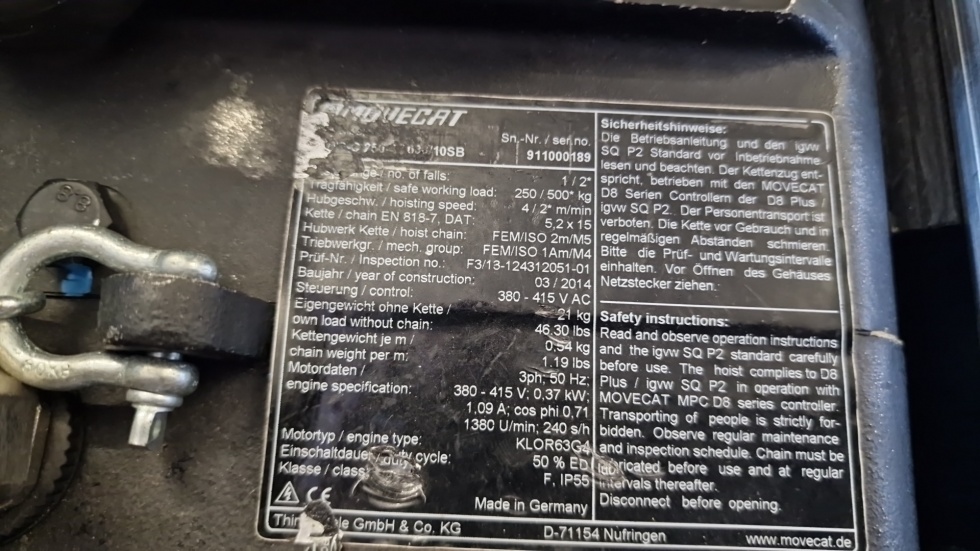 MOVECAT
Sn.-Nr. / ser.no.
10SB 911000189
/ no. of falls: 1 / 2*
Tragfähigkeit / safe working load: 250 / 500* kg
Hubgeschw. / hoisting speed: 4 / 2* m/min
Kette / chain EN 818-7, DAT: 5,2 x 15
Hubwerk Kette / hoist chain: FEM/ISO 2m/M5
Triebwerkgr. / mech. group: FEM/ISO 1Am/M4
Prüf-Nr. / Inspection no.: F3/13-124312051-01
Baujahr / year of construction: 03 / 2014
Steuerung / control: 380 - 415 V AC
Eigengewicht ohne Kette / 21 kg
own load without chain: 46.30 lbs
Kettengewicht je m / 0,54 kg
chain weight per m: 1.19 lbs
Motordaten / 3ph; 50 Hz;
engine specification: 380 - 415 V; 0,37 kW;
1,09 A; cos phi 0,71
1380 U/min; 240 s/h
Motortyp / engine type: KLOR63G4
Einschaltdauer / duty cycle: 50 % ED
Klasse / class F, IP55
CE
Made in Germany
GmbH & Co. KG D-71154 Nufringen www.movecat.de
Sicherheitshinweise:
Die Betriebsanleitung und den igvw
SQ P2 Standard vor Inbetriebnahme
lesen und beachten. Der Kettenzug ent-
spricht, betrieben mit den MOVECAT
D8 Serien Controllern der D8 Plus /
igvw SQ P2. Der Personentransport ist
verboten. Die Kette vor Gebrauch und in
regelmäßigen Abständen schmieren.
Bitte die Prüf- und Wartungsintervalle
einhalten. Vor Öffnen des Gehäuses
Netzstecker ziehen.
Safety instructions:
Read and observe operation instructions
and the igvw SQ P2 standard carefully
before use. The hoist complies to D8
Plus / igvw SQ P2 in operation with
MOVECAT MPC D8 series controller.
Transporting of people is strictly for-
bidden. Observe regular maintenance
and inspection schedule. Chain must be
lubricated before use and at regular
intervals thereafter.
Disconnect before opening.
8.8